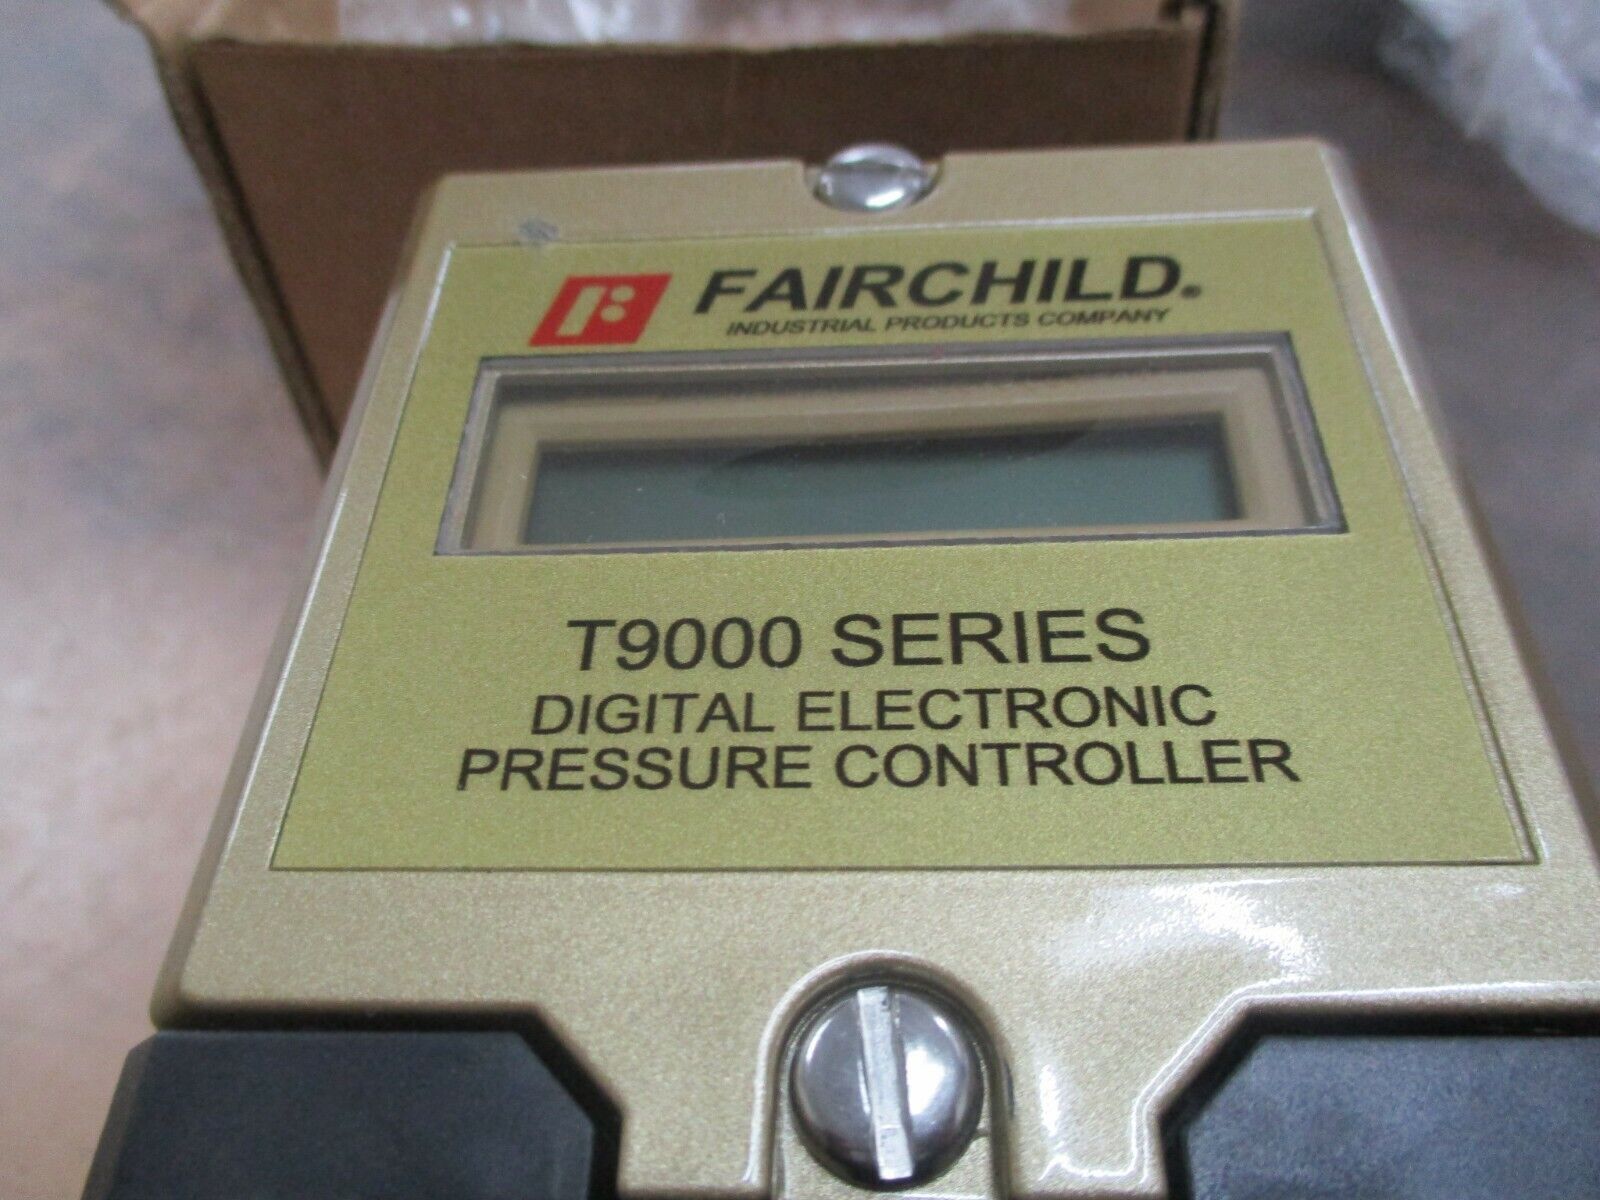 FAIRCHILD®
INDUSTRIAL PRODUCTS COMPANY
T9000 SERIES
DIGITAL ELECTRONIC
PRESSURE CONTROLLER